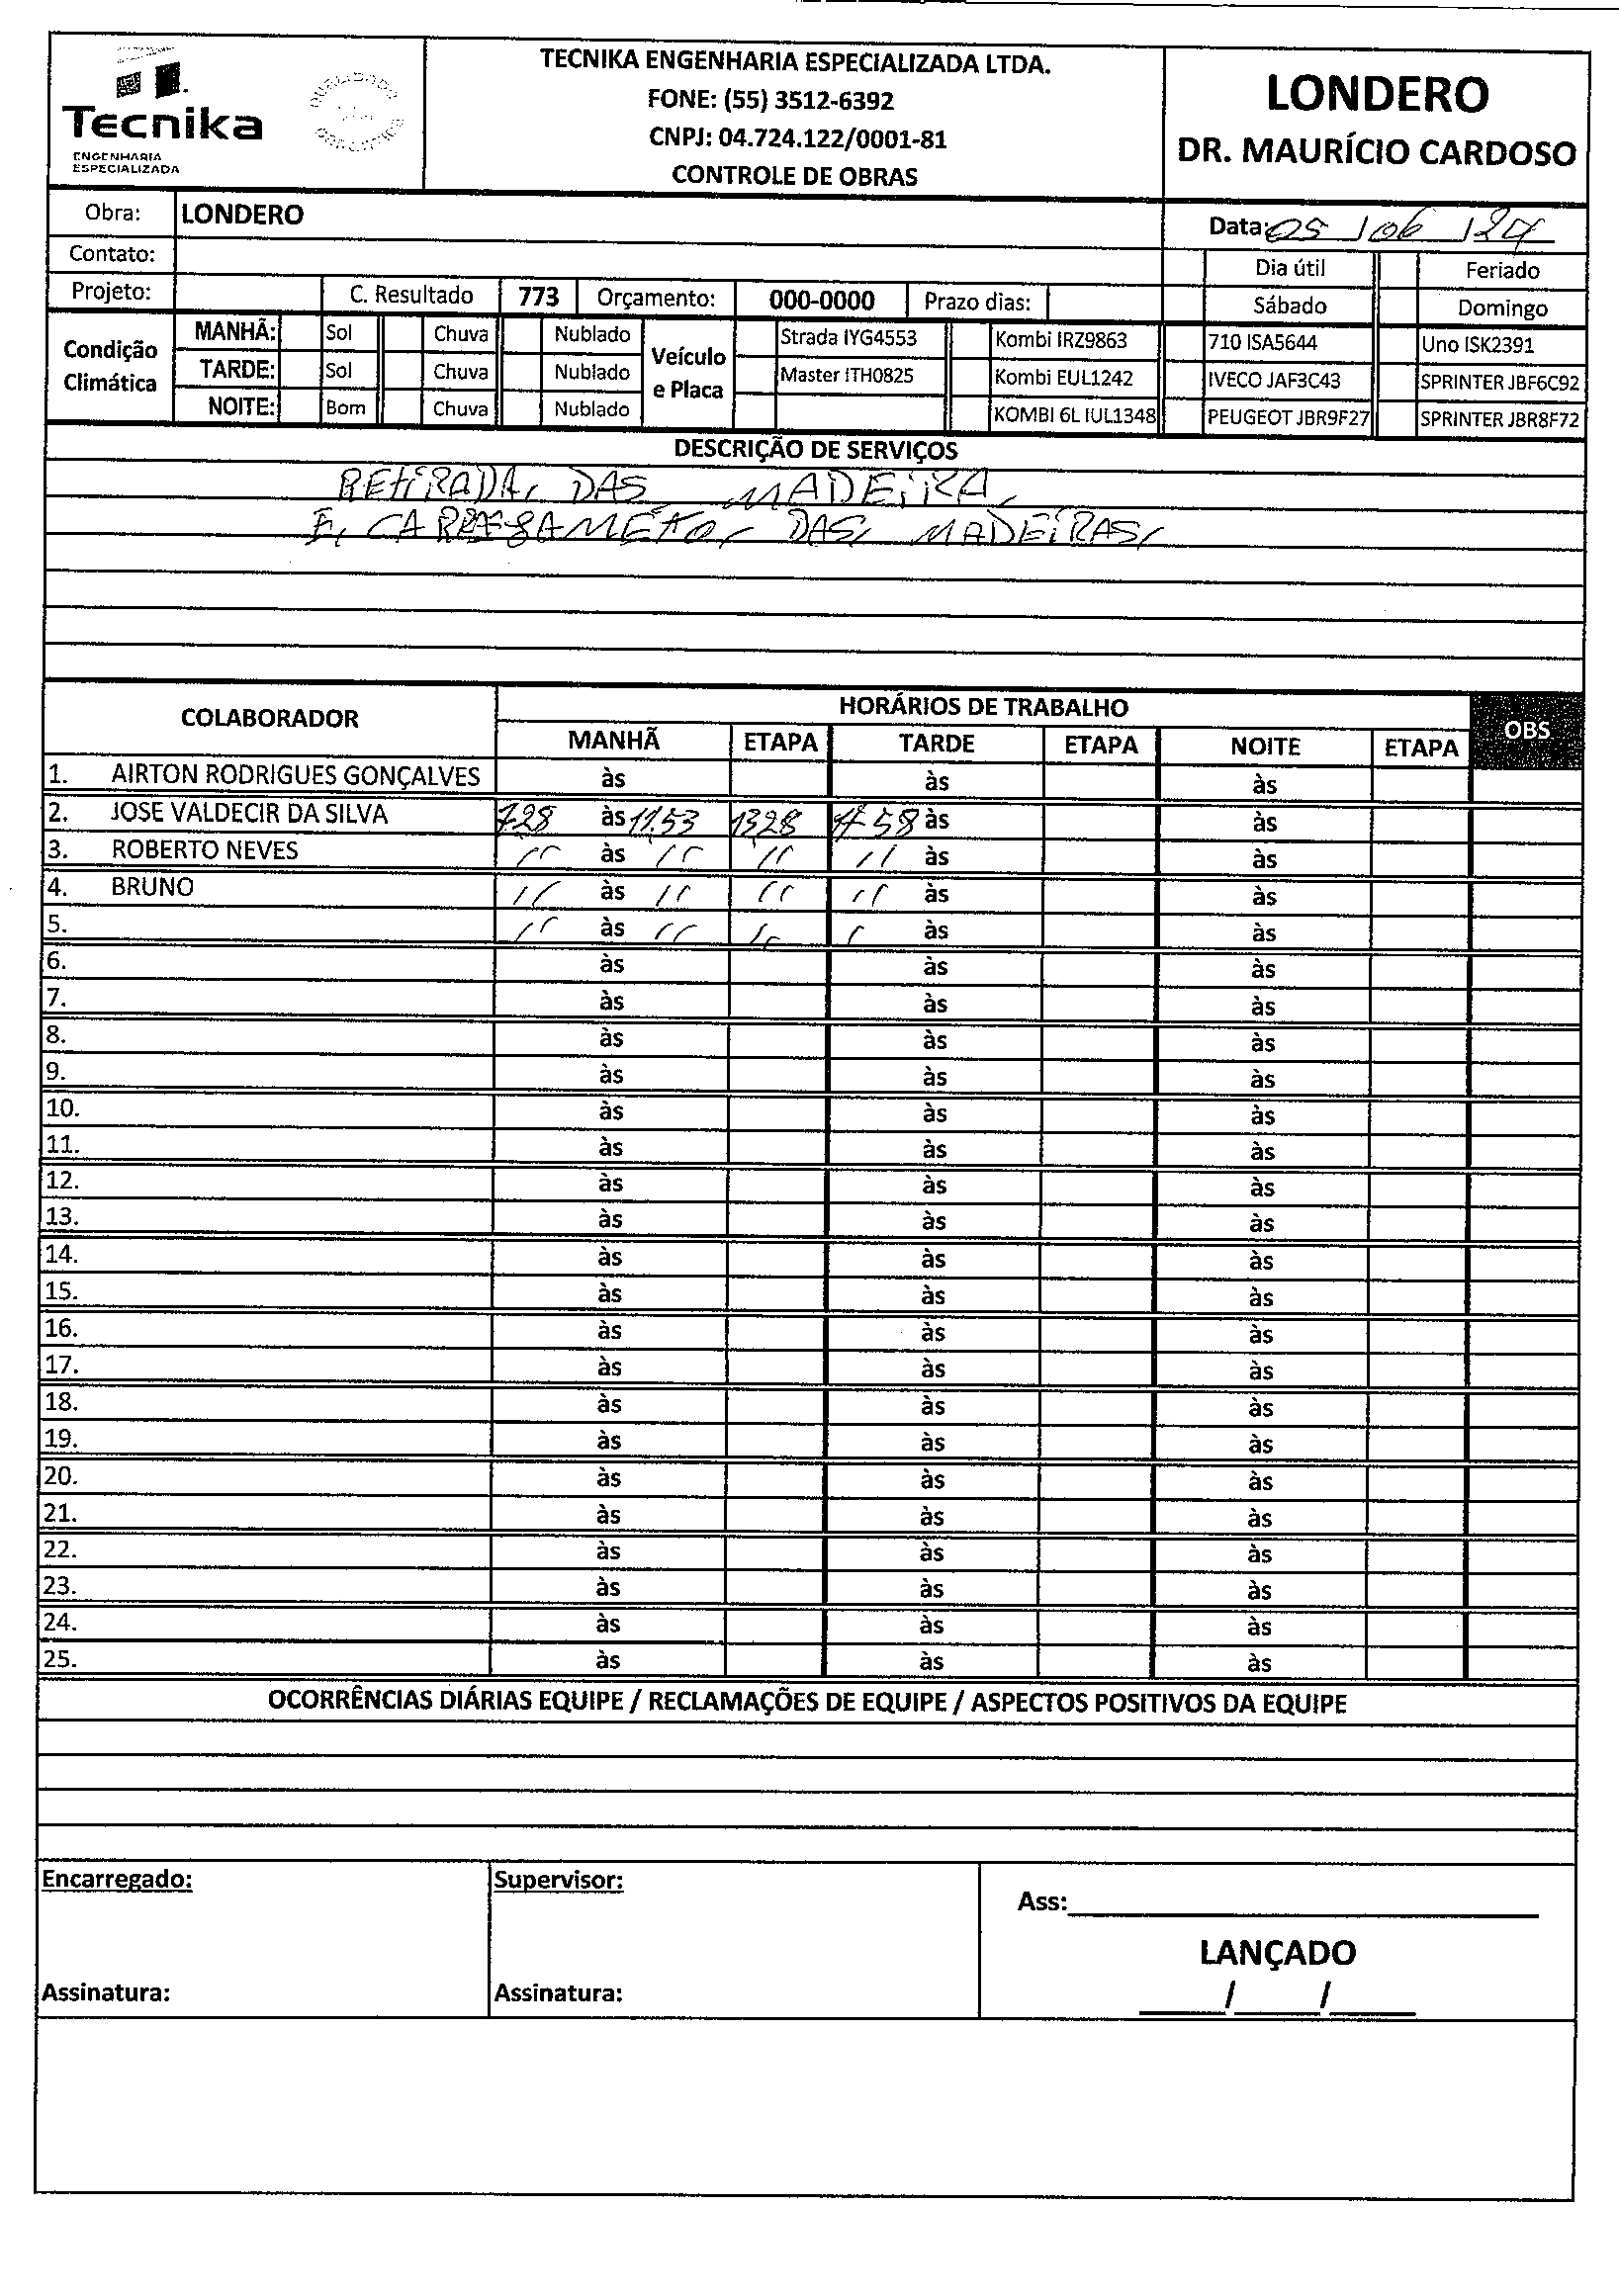 Tecnika
ENGENHARIA
ESPECIALIZADA
TECNIKA ENGENHARIA ESPECIALIZADA LTDA.
FONE: (55) 3512-6392
CNPJ: 04.724.122/0001-81
CONTROLE DE OBRAS
LONDERO
DR. MAURÍCIO CARDOSO
Obra: LONDERO
Data: 05/06/24
Contato:
Dia útil Feriado
Projeto: C. Resultado 773 Orçamento: 000-0000 Prazo dias:
Sábado Domingo
Condição Climática
MANHÃ: Sol Chuva Nublado
TARDE: Sol Chuva Nublado
NOITE: Bom Chuva Nublado
Veículo e Placa
Strada IYG4553 Kombi IRZ9863 710 ISA5644 Uno ISK2391
Master ITH0825 Kombi EUL1242 IVECO JAF3C43 SPRINTER JBF6C92
KOMBI 6L IUL1348 PEUGEOT JBR9F27 SPRINTER JBR8F72
DESCRIÇÃO DE SERVIÇOS
RETIRADA, DAS MADEIRA,
E, CARREGAMETO, DAS, MADEIRAS,
COLABORADOR HORÁRIOS DE TRABALHO OBS
MANHÃ ETAPA TARDE ETAPA NOITE ETAPA
1. AIRTON RODRIGUES GONÇALVES às às às
2. JOSE VALDECIR DA SILVA 7.28 às 11.53 13.28 17.58 às às
3. ROBERTO NEVES " às " " " às às
4. BRUNO " às " " " às às
5. " às " " " às às
6. às às às
7. às às às
8. às às às
9. às às às
10. às às às
11. às às às
12. às às às
13. às às às
14. às às às
15. às às às
16. às às às
17. às às às
18. às às às
19. às às às
20. às às às
21. às às às
22. às às às
23. às às às
24. às às às
25. às às às
OCORRÊNCIAS DIÁRIAS EQUIPE / RECLAMAÇÕES DE EQUIPE / ASPECTOS POSITIVOS DA EQUIPE
Encarregado: Supervisor:
Ass:
LANÇADO
Assinatura: Assinatura:
____/____/____